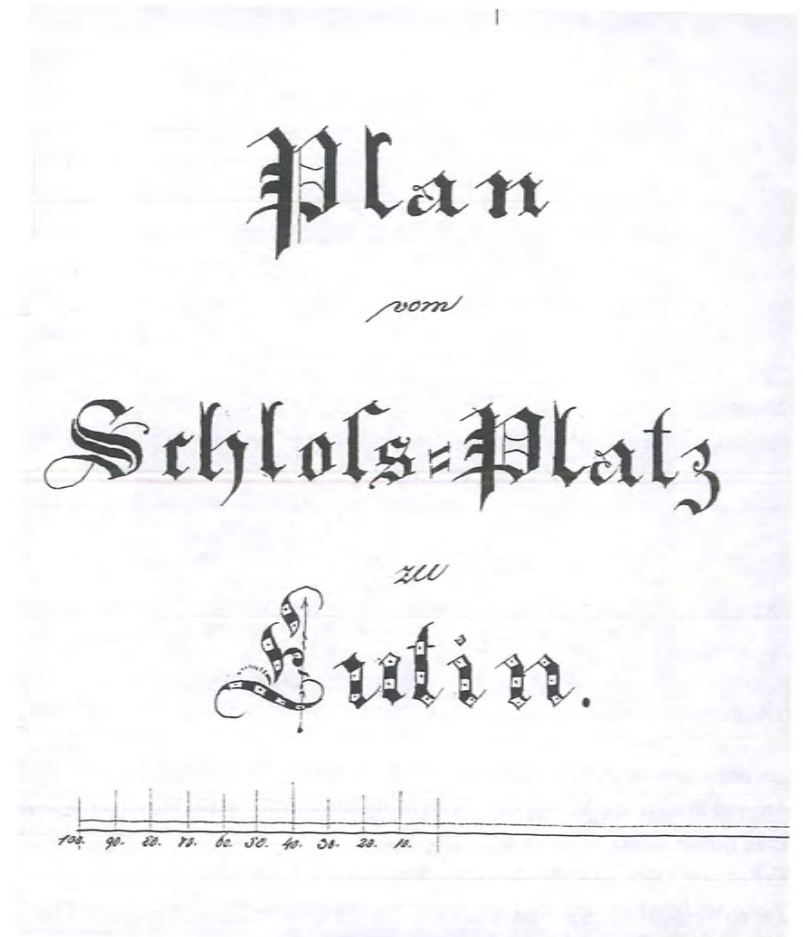 Plan
vom
Schloſs=Platz
zu
Eutin.
100. 90. 80. 70. 60. 50. 40. 30. 20. 10.